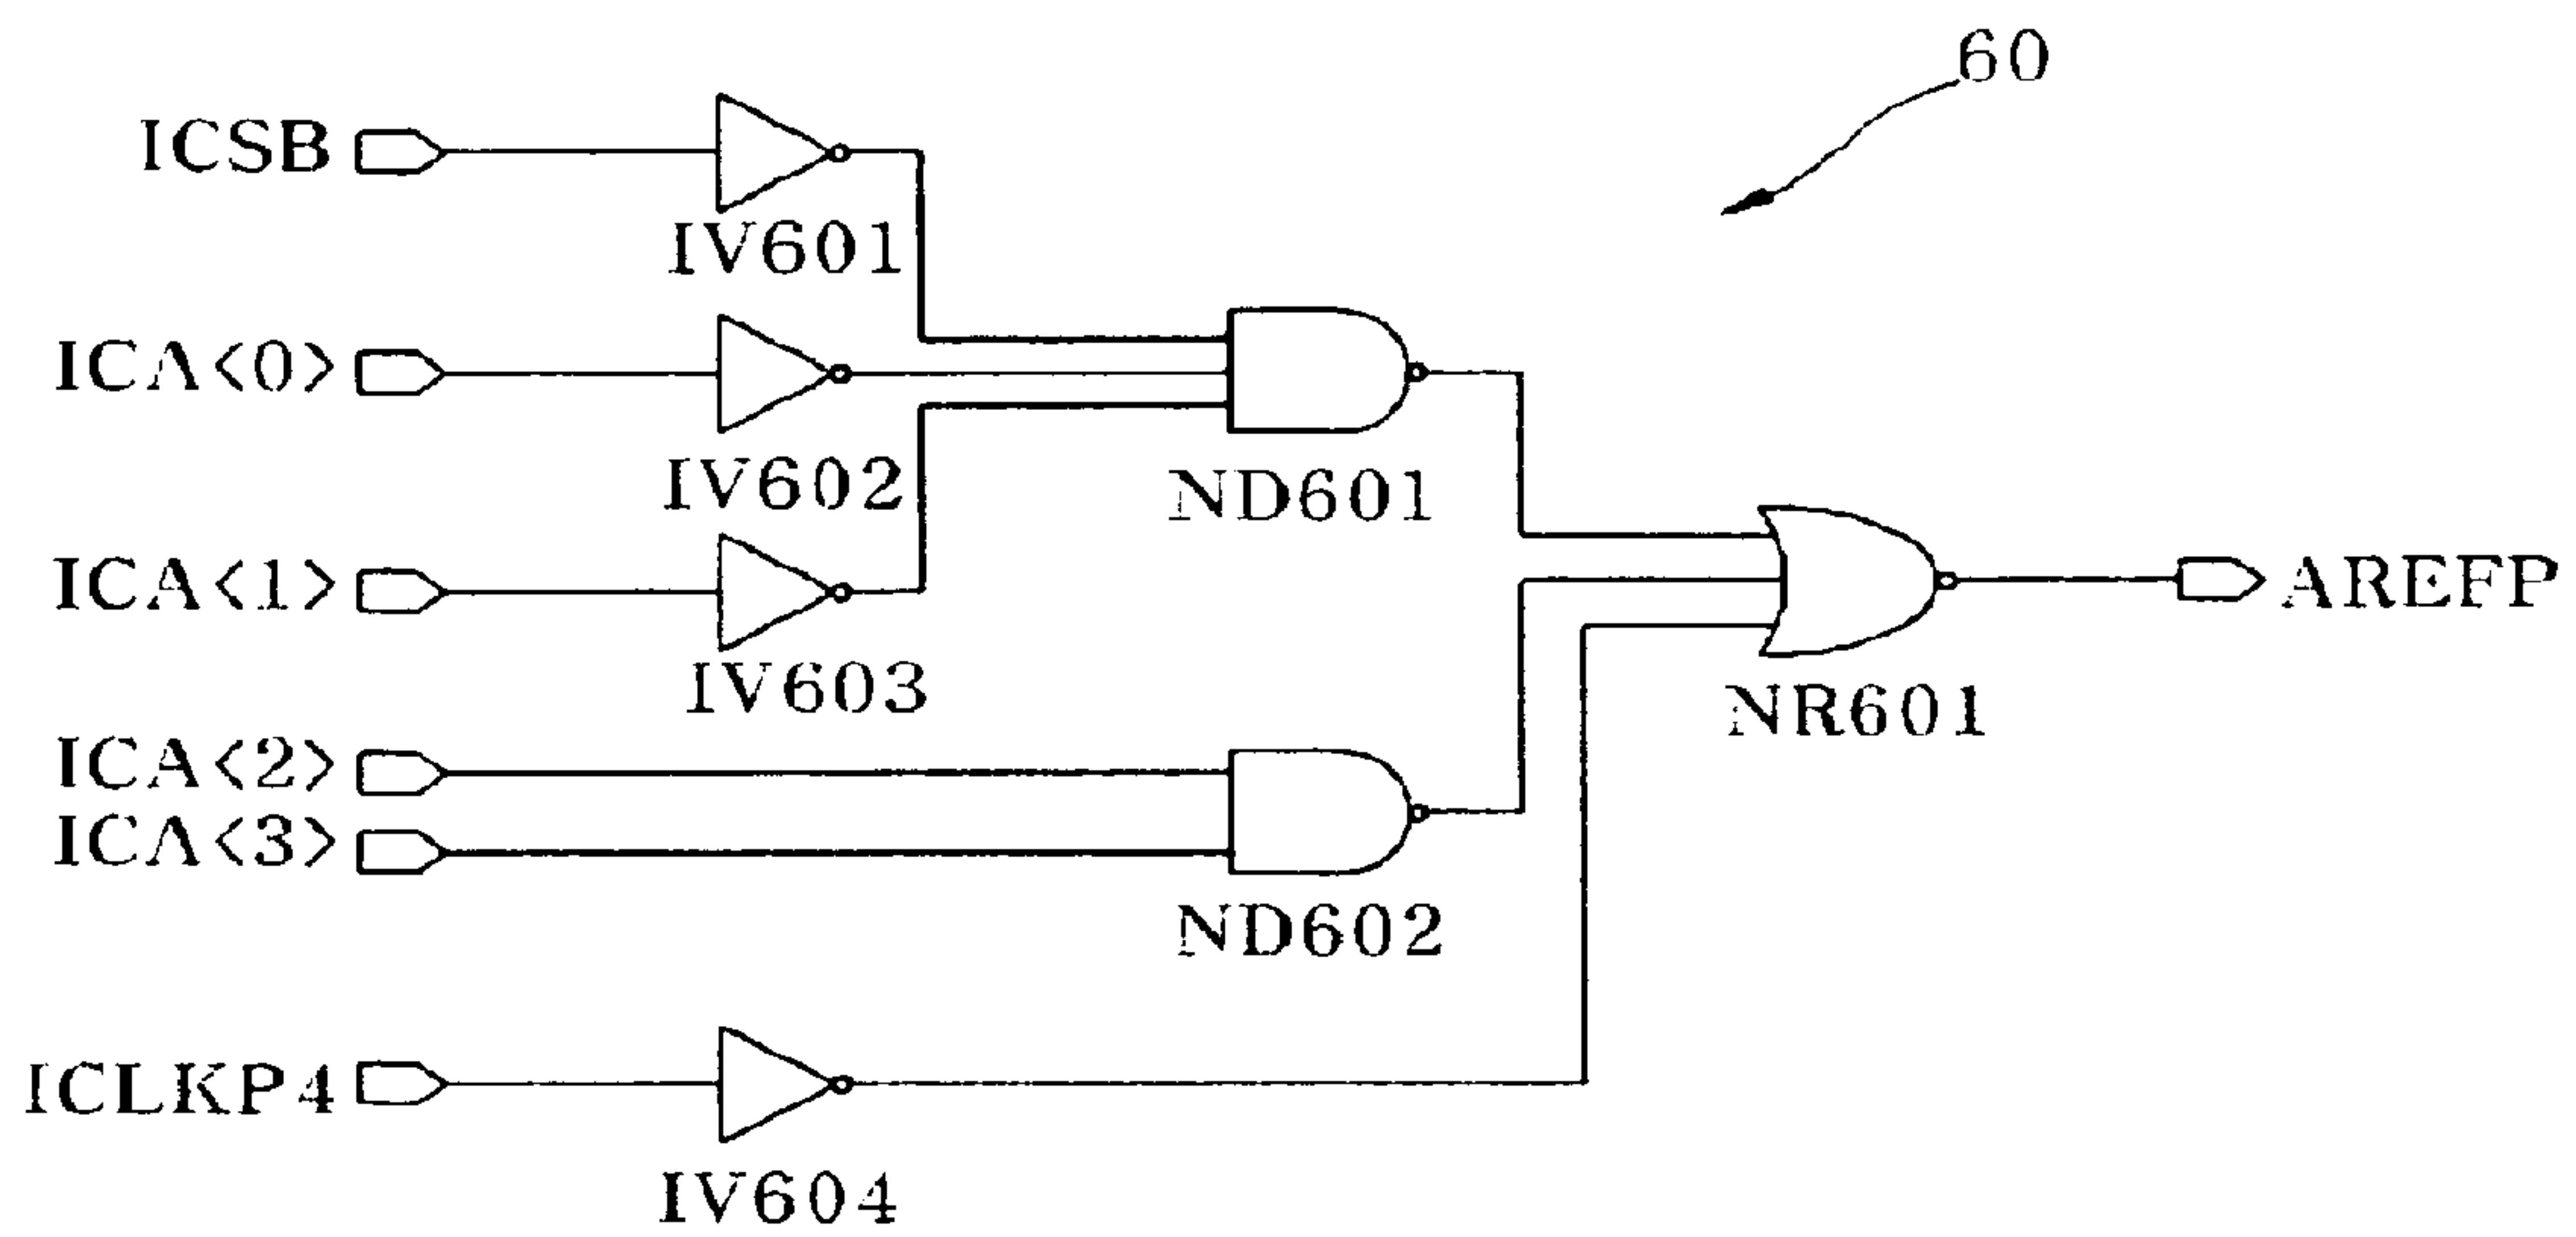 60
ICSB
IV601
ICA<0>
IV602
ND601
ICA<1>
AREFP
IV603
NR601
ICA<2>
ICA<3>
ND602
ICLKP4
IV604